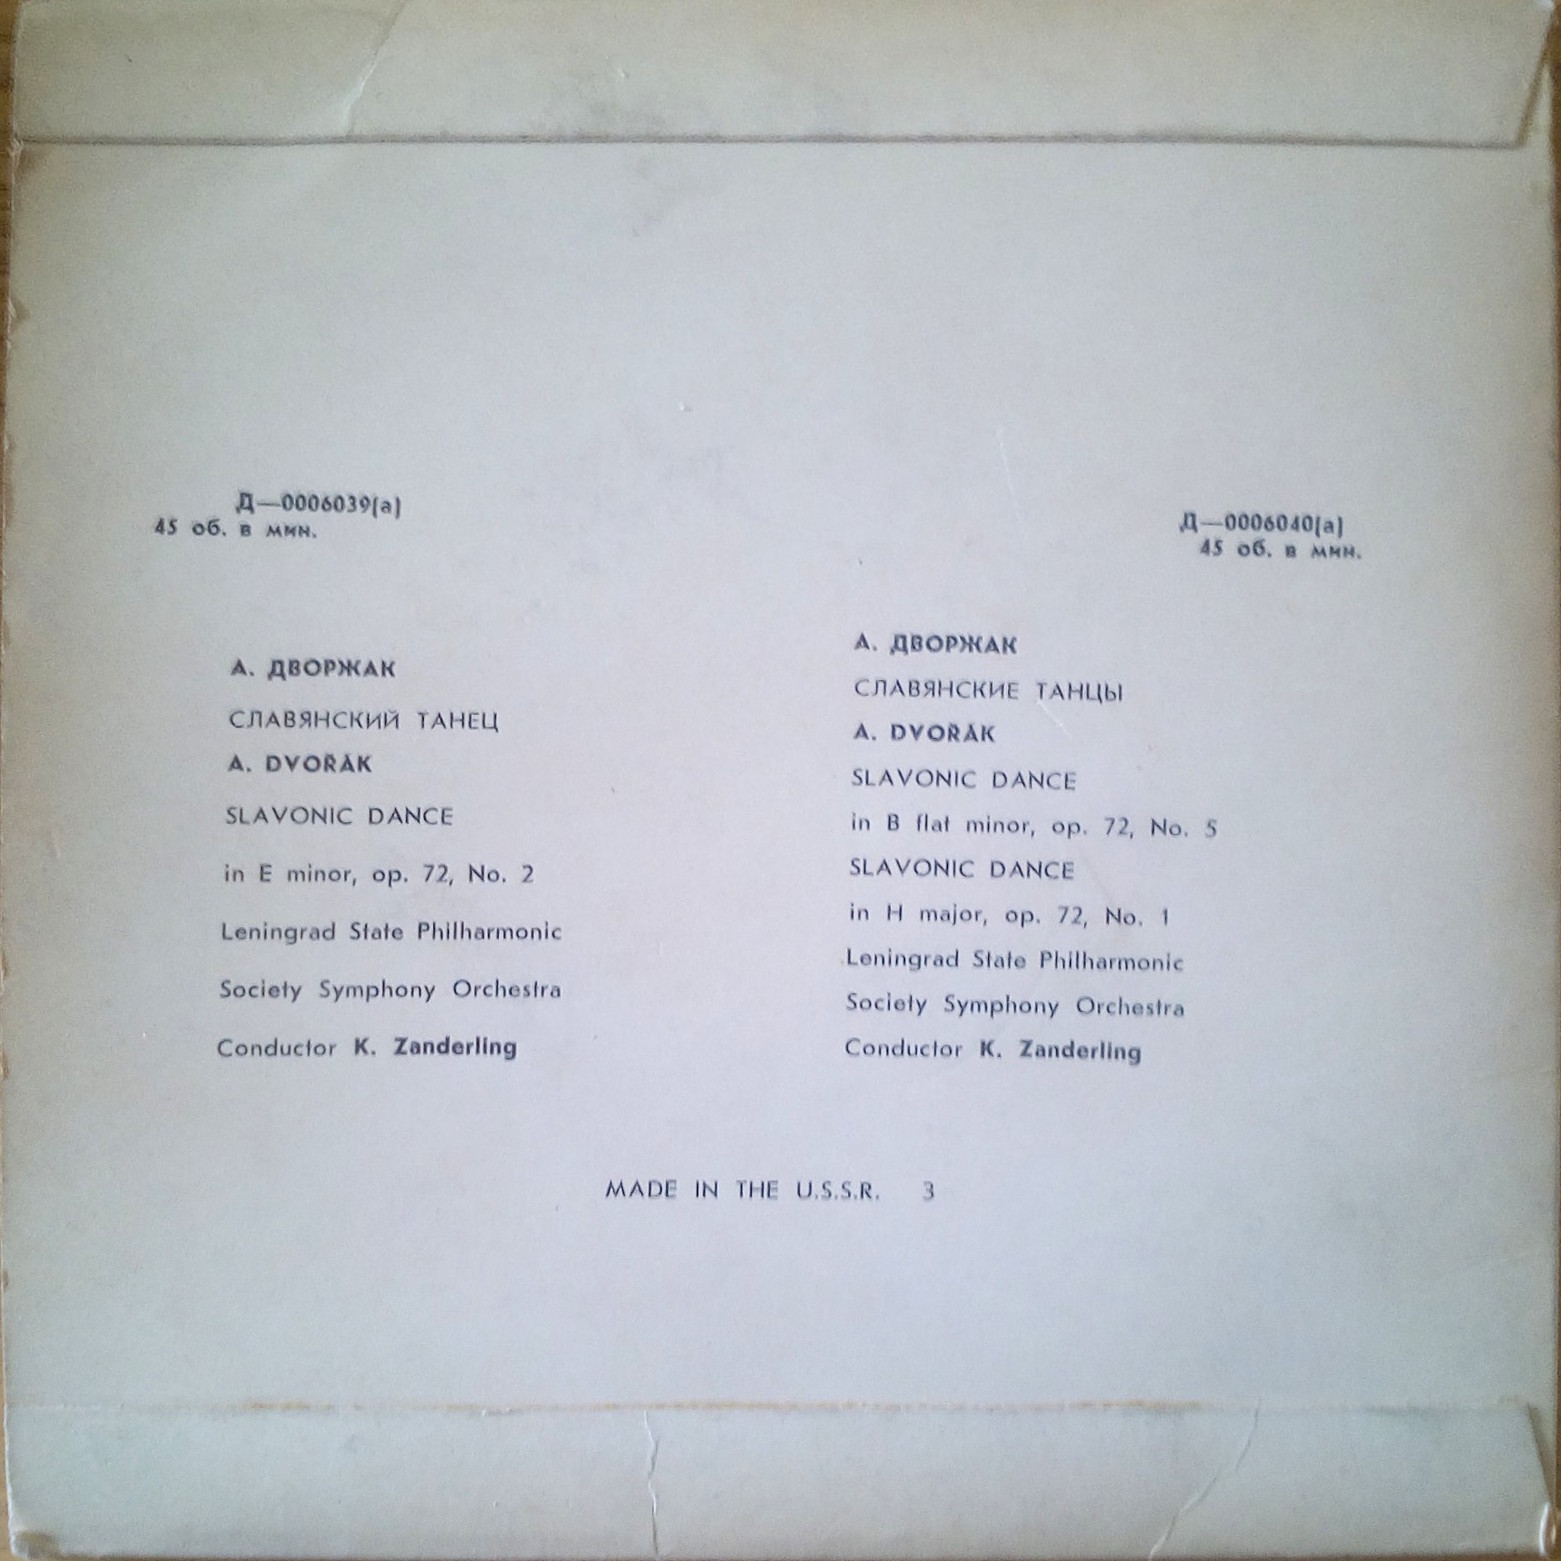 Д—0006039(а)
45 об. в мин.
А. ДВОРЖАК
СЛАВЯНСКИЙ ТАНЕЦ
A. DVOŘÁK
SLAVONIC DANCE
in E minor, op. 72, No. 2
Leningrad State Philharmonic
Society Symphony Orchestra
Conductor K. Zanderling
Д—0006040(а)
45 об. в мин.
А. ДВОРЖАК
СЛАВЯНСКИЕ ТАНЦЫ
A. DVOŘÁK
SLAVONIC DANCE
in B flat minor, op. 72, No. 5
SLAVONIC DANCE
in H major, op. 72, No. 1
Leningrad State Philharmonic
Society Symphony Orchestra
Conductor K. Zanderling
MADE IN THE U.S.S.R. 3